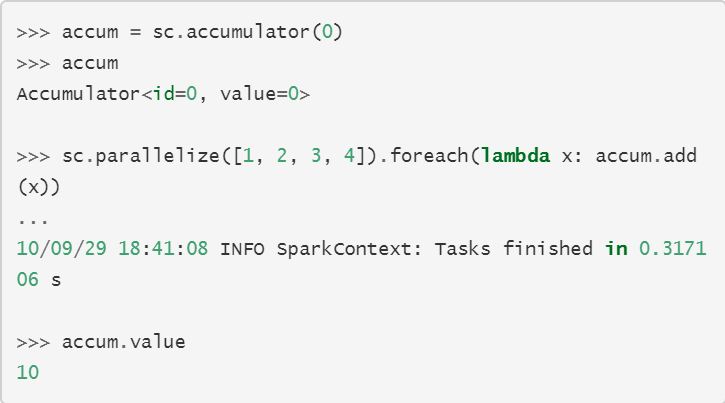 >>> accum = sc.accumulator(0)
>>> accum
Accumulator<id=0, value=0>

>>> sc.parallelize([1, 2, 3, 4]).foreach(lambda x: accum.add
(x))
...
10/09/29 18:41:08 INFO SparkContext: Tasks finished in 0.3171
06 s

>>> accum.value
10